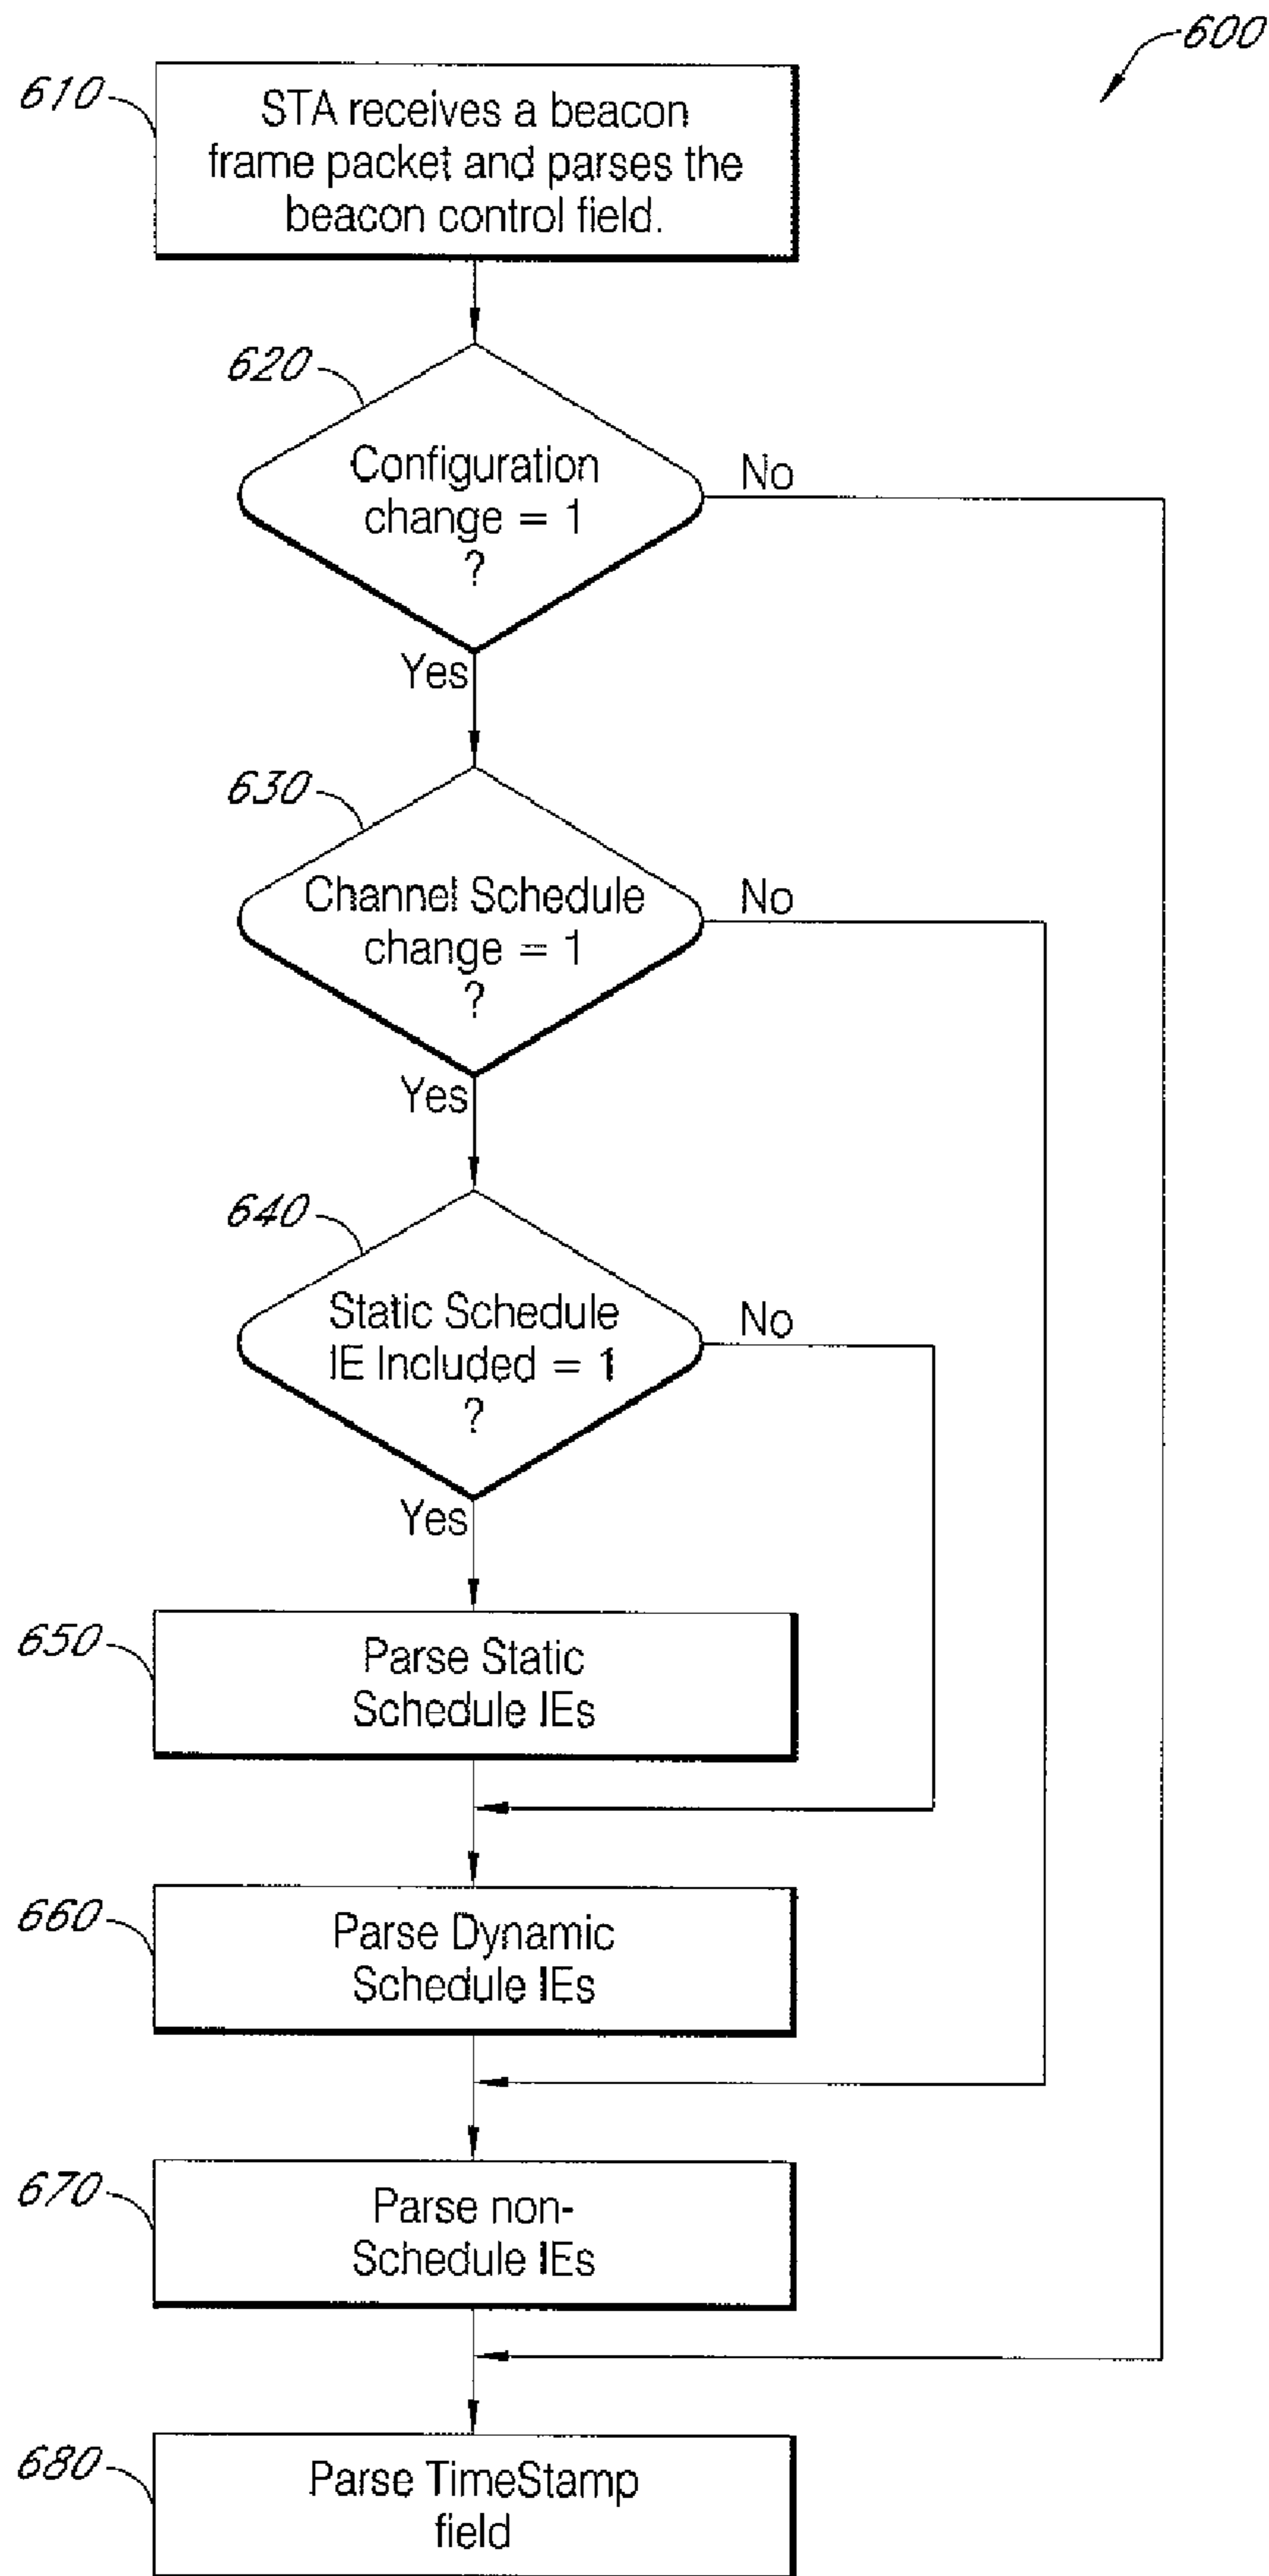 600
610
STA receives a beacon
frame packet and parses the
beacon control field.
620
Configuration
change = 1
?
No
Yes
630
Channel Schedule
change = 1
?
No
Yes
640
Static Schedule
IE Included = 1
?
No
Yes
650
Parse Static
Schedule IEs
660
Parse Dynamic
Schedule IEs
670
Parse non-
Schedule IEs
680
Parse TimeStamp
field